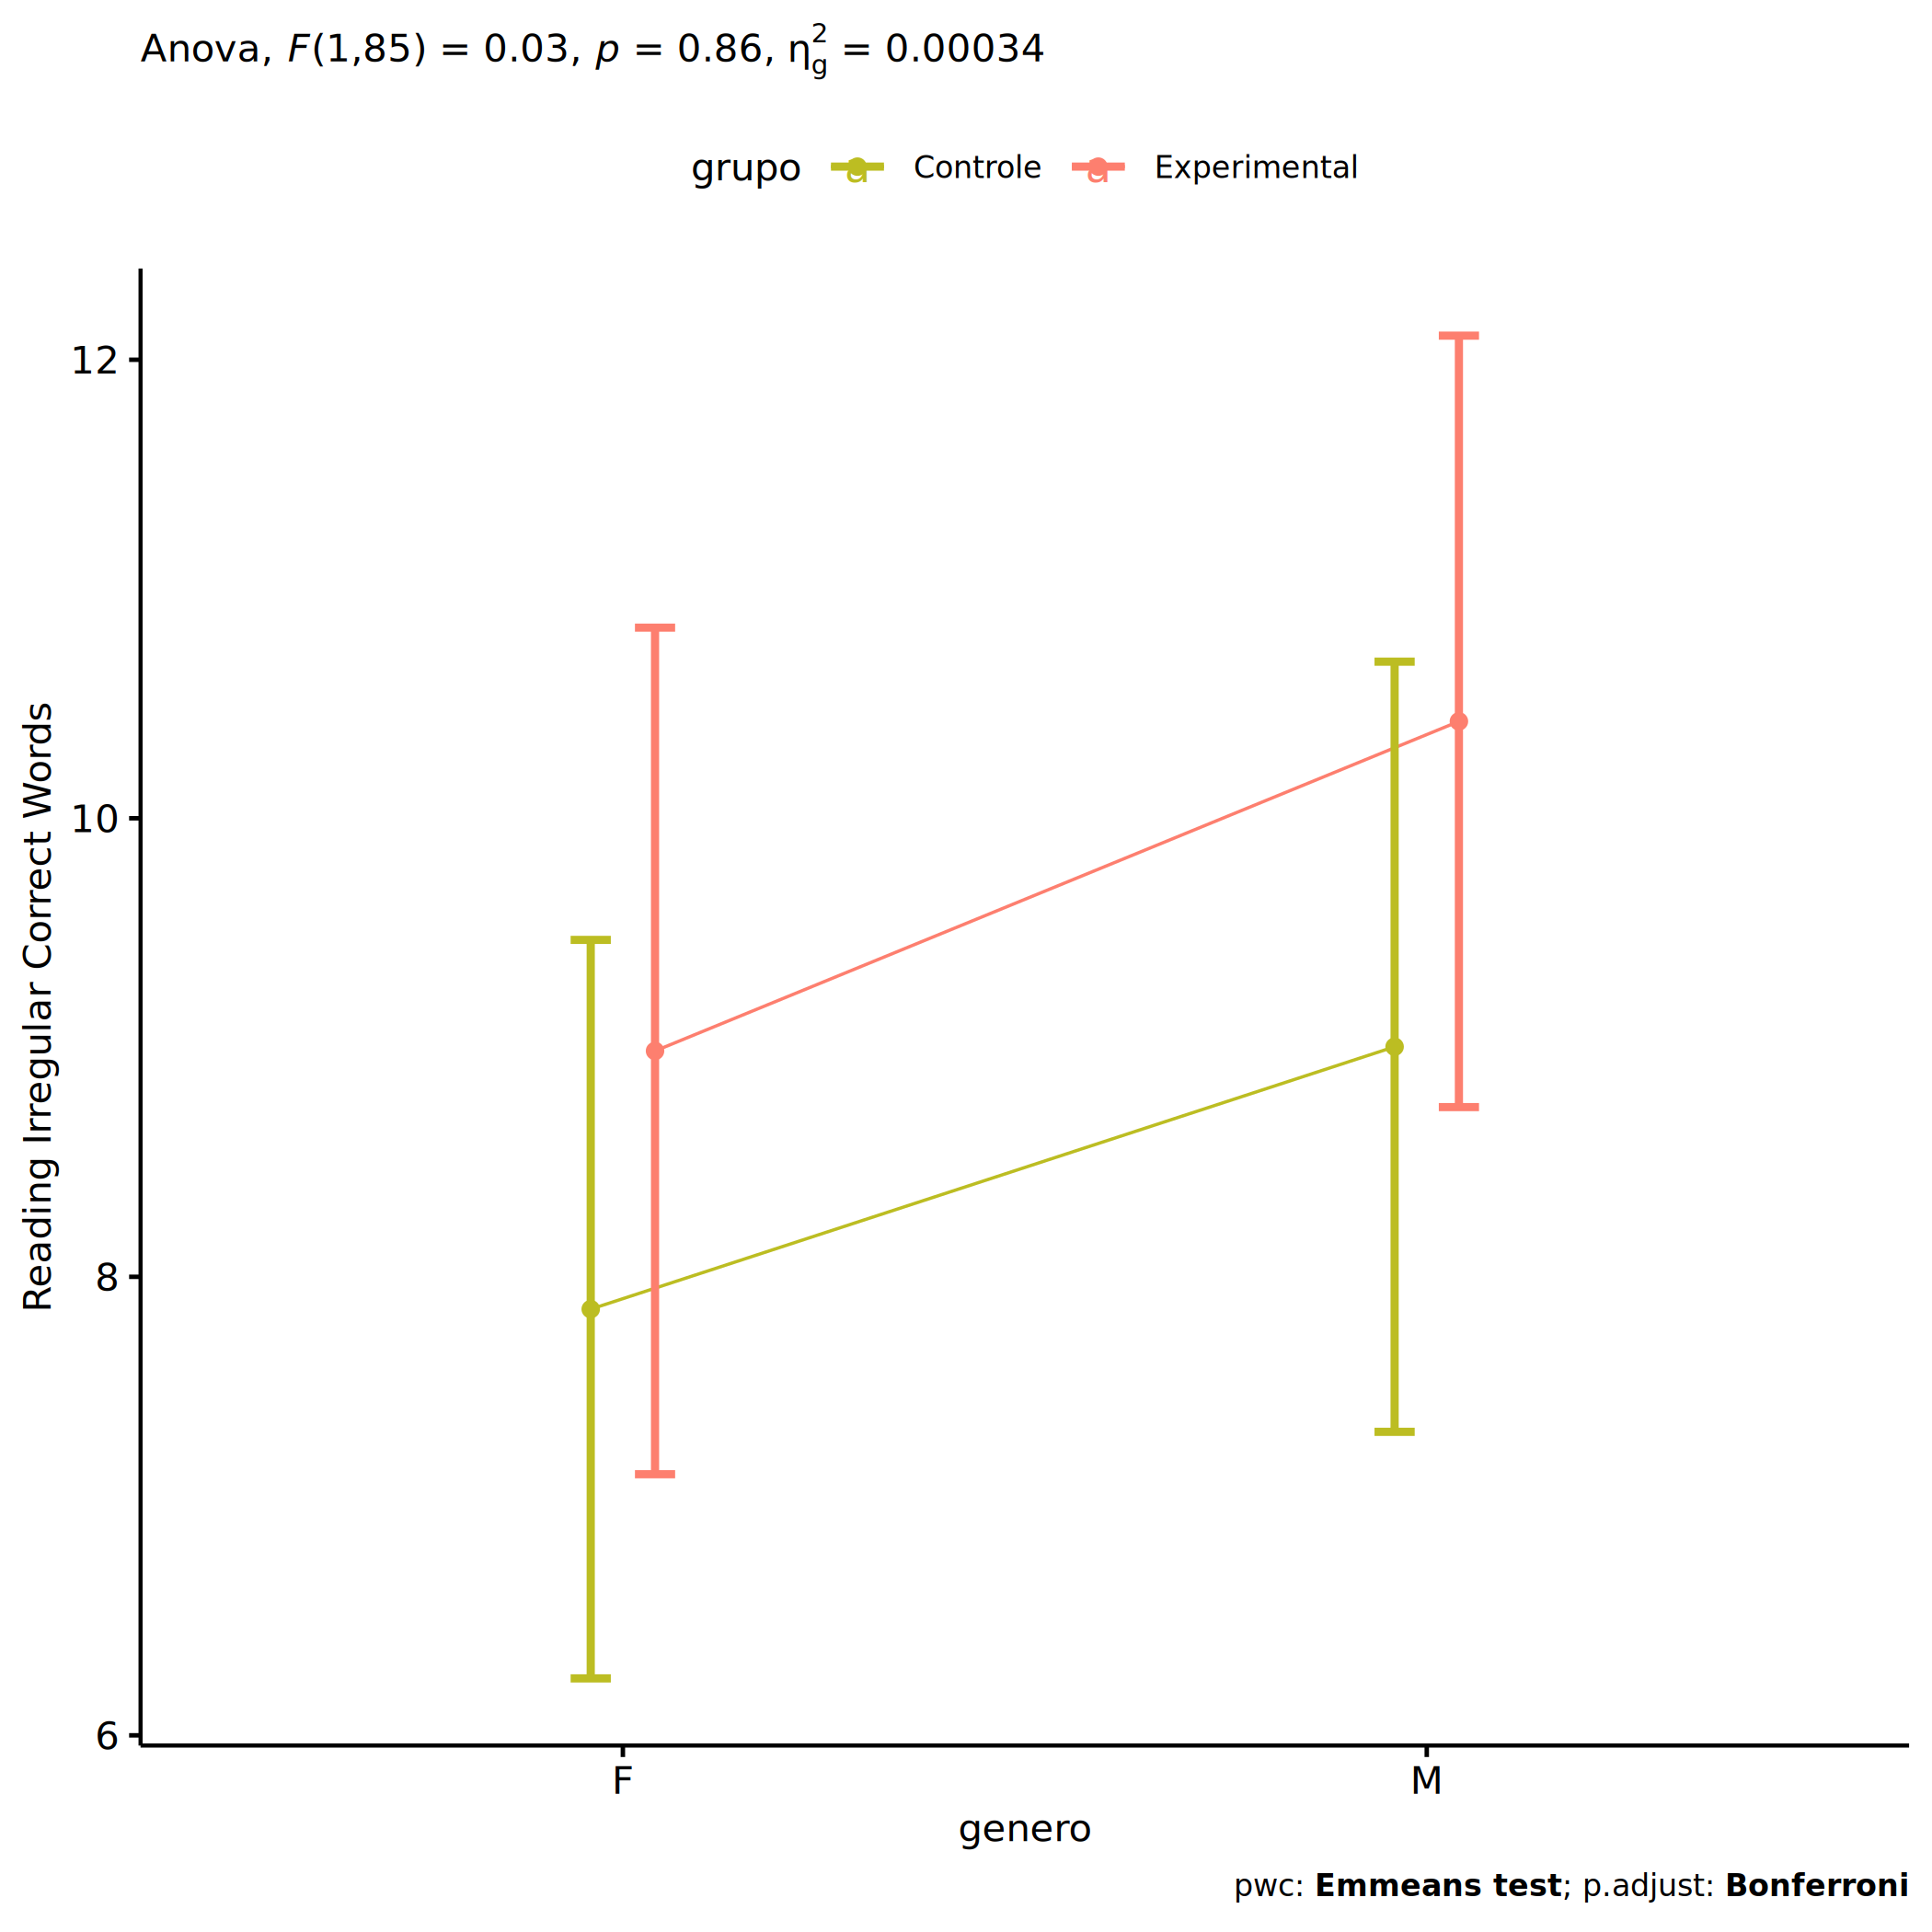 Anova, F(1,85) = 0.03, p = 0.86, η²g = 0.00034
grupo Controle Experimental
Reading Irregular Correct Words
12
10
8
6
F M
genero
pwc: Emmeans test; p.adjust: Bonferroni